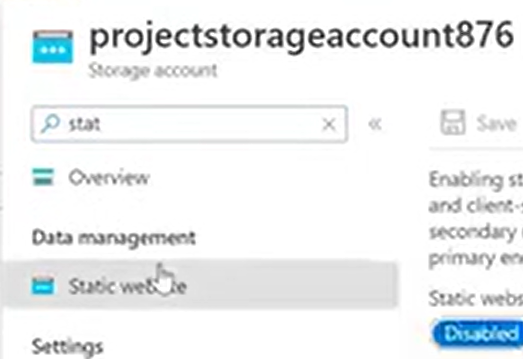 projectstorageaccount876
Storage account
stat
Save
Overview
Data management
Static website
Settings
Enabling st
and client-s
secondary
primary en
Static webs
Disabled